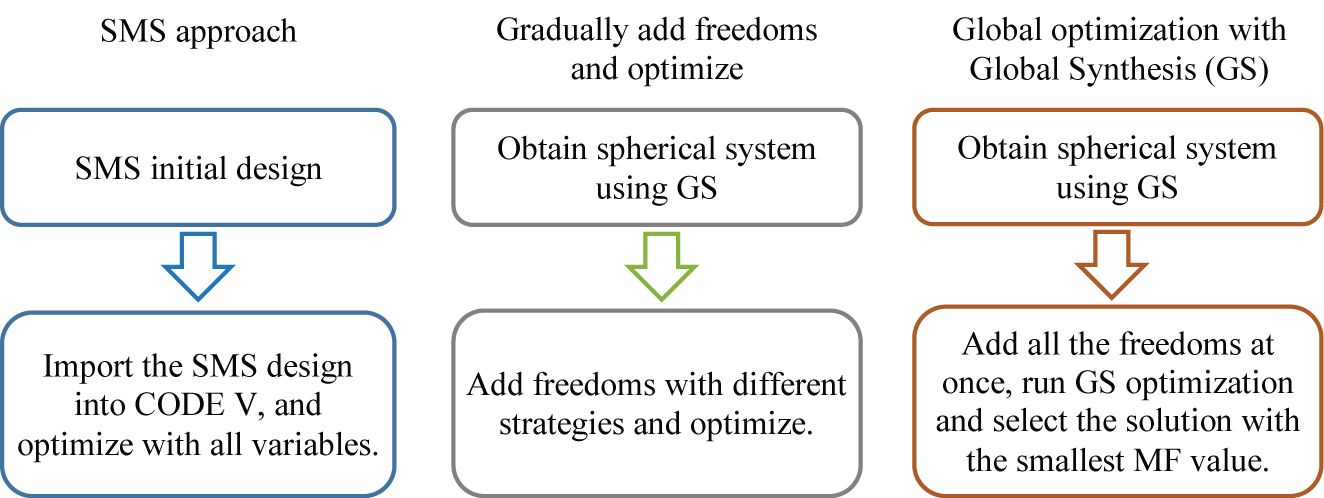 SMS approach
SMS initial design
Import the SMS design
into CODE V, and
optimize with all variables.
Gradually add freedoms
and optimize
Obtain spherical system
using GS
Add freedoms with different
strategies and optimize.
Global optimization with
Global Synthesis (GS)
Obtain spherical system
using GS
Add all the freedoms at
once, run GS optimization
and select the solution with
the smallest MF value.